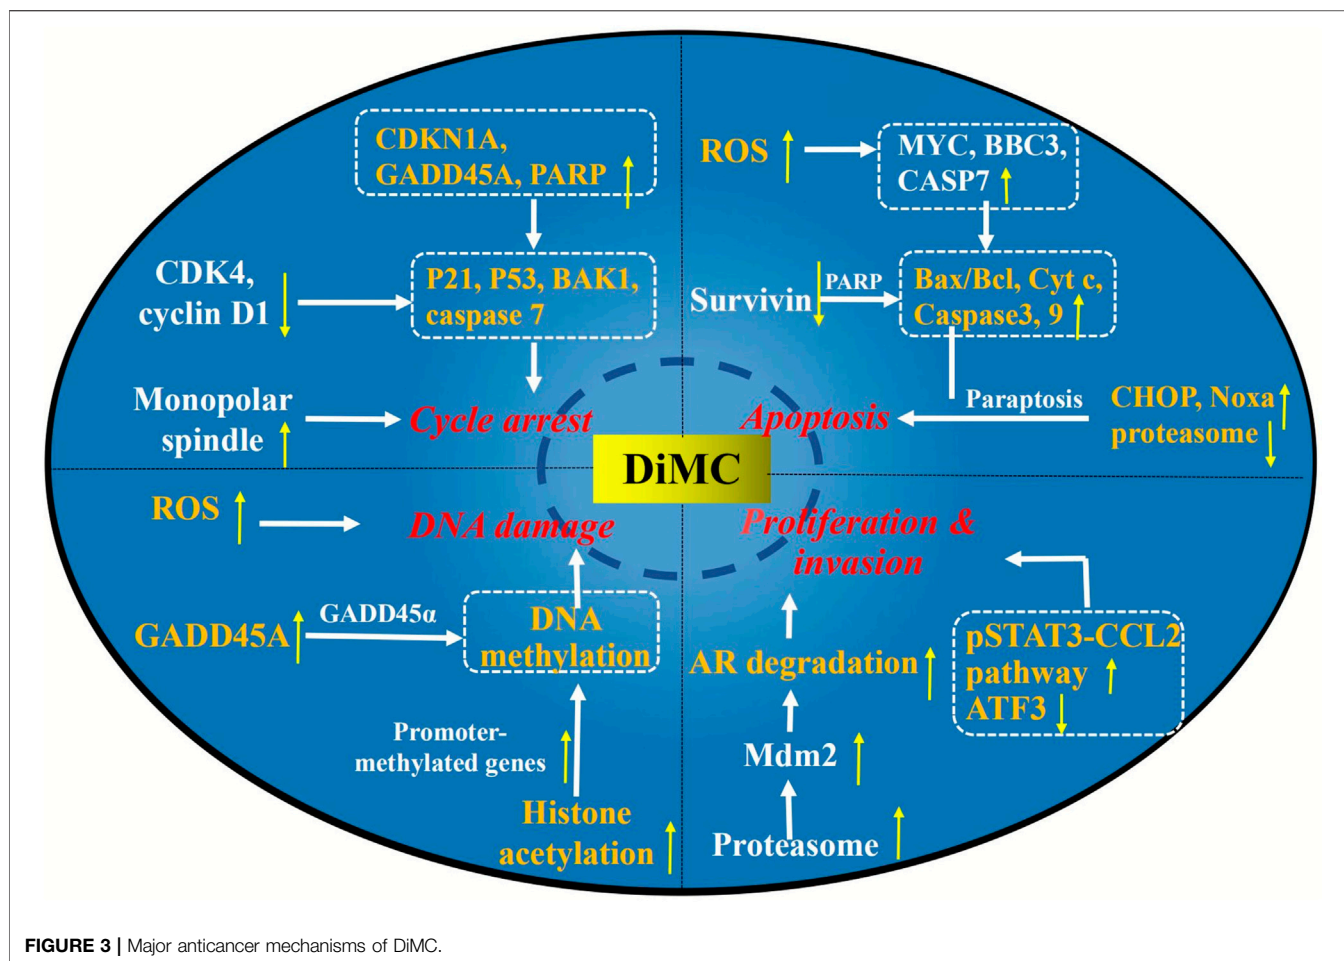 CDKN1A,
GADD45A, PARP
CDK4,
cyclin D1
P21, P53, BAK1,
caspase 7
Monopolar
spindle
Cycle arrest
ROS
MYC, BBC3,
CASP7
Survivin
PARP
Bax/Bcl, Cyt c,
Caspase3, 9
Apoptosis
Paraptosis
CHOP, Noxa
proteasome
DiMC
ROS
DNA damage
GADD45A
GADD45α
DNA
methylation
Promoter-
methylated genes
Histone
acetylation
Proliferation &
invasion
AR degradation
pSTAT3-CCL2
pathway
ATF3
Mdm2
Proteasome
FIGURE 3 | Major anticancer mechanisms of DiMC.